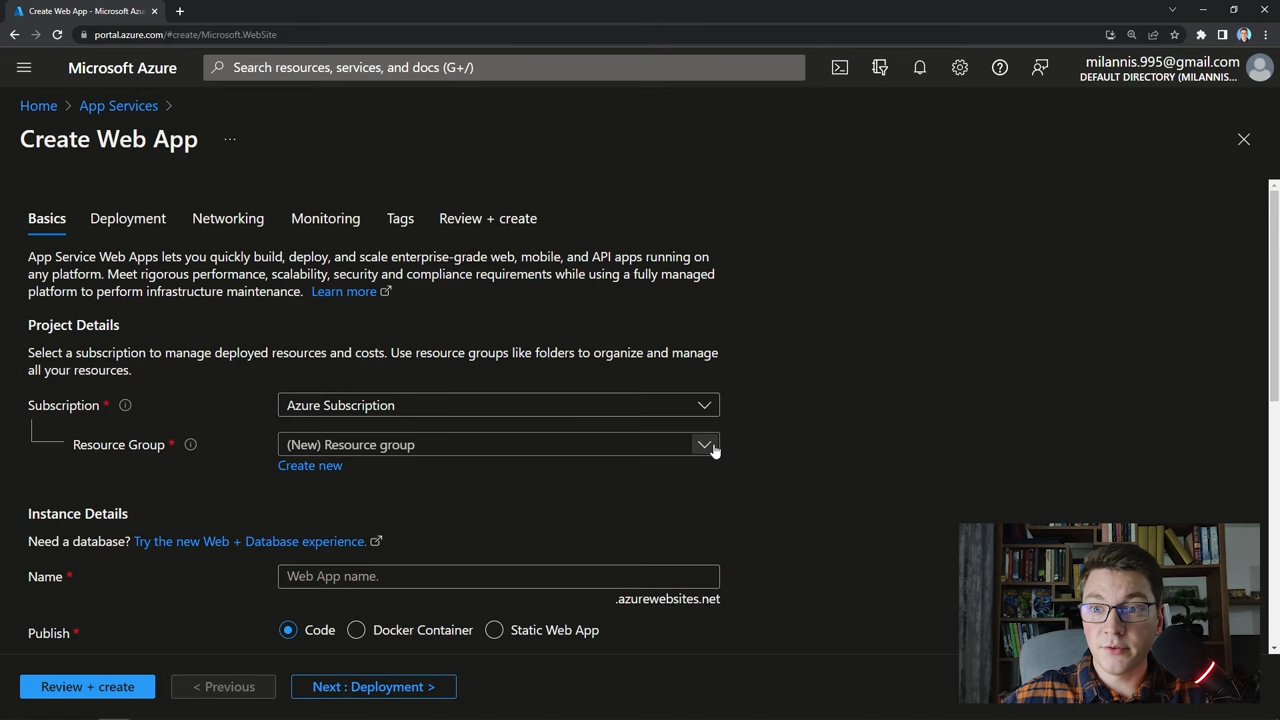 Create Web App - Microsoft Azu
portal.azure.com/#create/Microsoft.WebSite
Microsoft Azure
Search resources, services, and docs (G+/)
milannis.995@gmail.com
DEFAULT DIRECTORY (MILANNIS...
Home > App Services >
Create Web App ...
Basics Deployment Networking Monitoring Tags Review + create
App Service Web Apps lets you quickly build, deploy, and scale enterprise-grade web, mobile, and API apps running on
any platform. Meet rigorous performance, scalability, security and compliance requirements while using a fully managed
platform to perform infrastructure maintenance. Learn more
Project Details
Select a subscription to manage deployed resources and costs. Use resource groups like folders to organize and manage
all your resources.
Subscription * Azure Subscription
Resource Group * (New) Resource group
Create new
Instance Details
Need a database? Try the new Web + Database experience.
Name * Web App name.
.azurewebsites.net
Publish * Code Docker Container Static Web App
Review + create < Previous Next : Deployment >